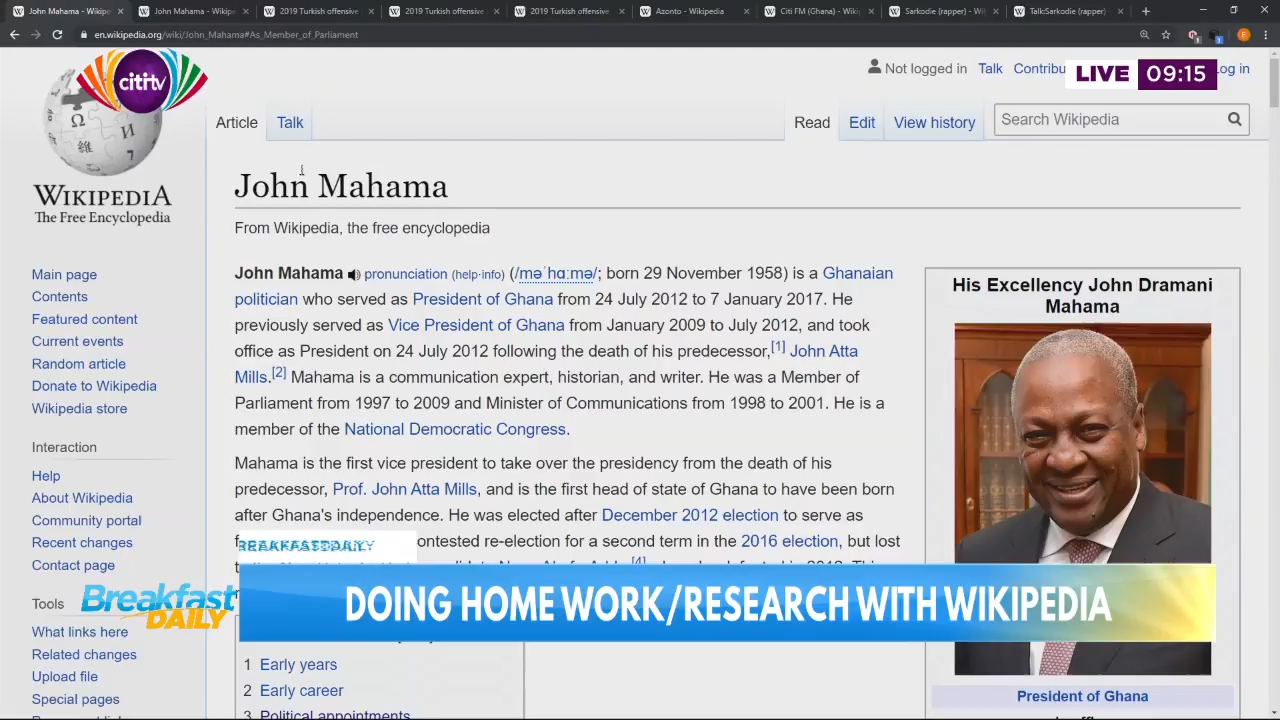 John Mahama - Wikipe
John Mahama - Wikipe
2019 Turkish offensive
2019 Turkish offensive
2019 Turkish offensive
Azonto - Wikipedia
Citi FM (Ghana) - Wikip
Sarkodie (rapper) - Wi
Talk:Sarkodie (rapper)
en.wikipedia.org/wiki/John_Mahama#As_Member_of_Parliament
citi tv
Not logged in Talk Contribu
LIVE 09:15
og in
Article Talk Read Edit View history Search Wikipedia
WIKIPEDIA
The Free Encyclopedia
Main page
Contents
Featured content
Current events
Random article
Donate to Wikipedia
Wikipedia store
Interaction
Help
About Wikipedia
Community portal
Recent changes
Contact page
Tools
What links here
Related changes
Upload file
Special pages
John Mahama
From Wikipedia, the free encyclopedia
John Mahama pronunciation (help·info) (/məˈhɑːmə/; born 29 November 1958) is a Ghanaian
politician who served as President of Ghana from 24 July 2012 to 7 January 2017. He
previously served as Vice President of Ghana from January 2009 to July 2012, and took
office as President on 24 July 2012 following the death of his predecessor,[1] John Atta
Mills.[2] Mahama is a communication expert, historian, and writer. He was a Member of
Parliament from 1997 to 2009 and Minister of Communications from 1998 to 2001. He is a
member of the National Democratic Congress.
Mahama is the first vice president to take over the presidency from the death of his
predecessor, Prof. John Atta Mills, and is the first head of state of Ghana to have been born
after Ghana's independence. He was elected after December 2012 election to serve as
ontested re-election for a second term in the 2016 election, but lost
[4]
His Excellency John Dramani
Mahama
President of Ghana
Breakfast
DAILY
DOING HOME WORK/RESEARCH WITH WIKIPEDIA
1 Early years
2 Early career
3 Political appointments